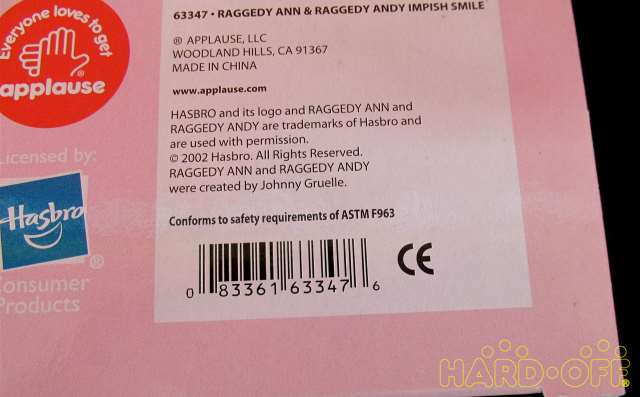 Everyone loves to get
applause®
63347 • RAGGEDY ANN & RAGGEDY ANDY IMPISH SMILE
® APPLAUSE, LLC
WOODLAND HILLS, CA 91367
MADE IN CHINA
www.applause.com
HASBRO and its logo and RAGGEDY ANN and
RAGGEDY ANDY are trademarks of Hasbro and
are used with permission.
© 2002 Hasbro. All Rights Reserved.
RAGGEDY ANN and RAGGEDY ANDY
were created by Johnny Gruelle.
Conforms to safety requirements of ASTM F963
0 83361 63347 6
CE
Licensed by:
Hasbro®
Consumer
Products
HARD·OFF®